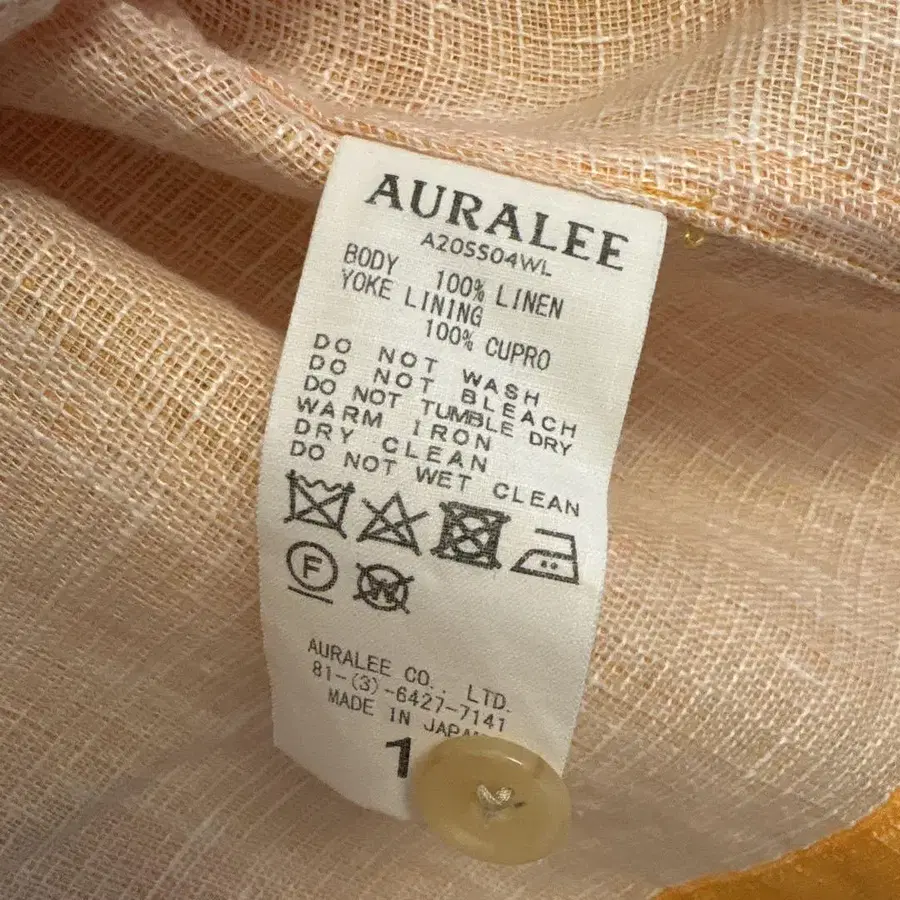 AURALEE
A20SS04WL
BODY 100% LINEN
YOKE LINING
100% CUPRO
DO NOT WASH
DO NOT BLEACH
DO NOT TUMBLE DRY
WARM IRON
DRY CLEAN
DO NOT WET CLEAN
F
W
AURALEE CO., LTD.
81-(3)-6427-7141
MADE IN JAPAN
1